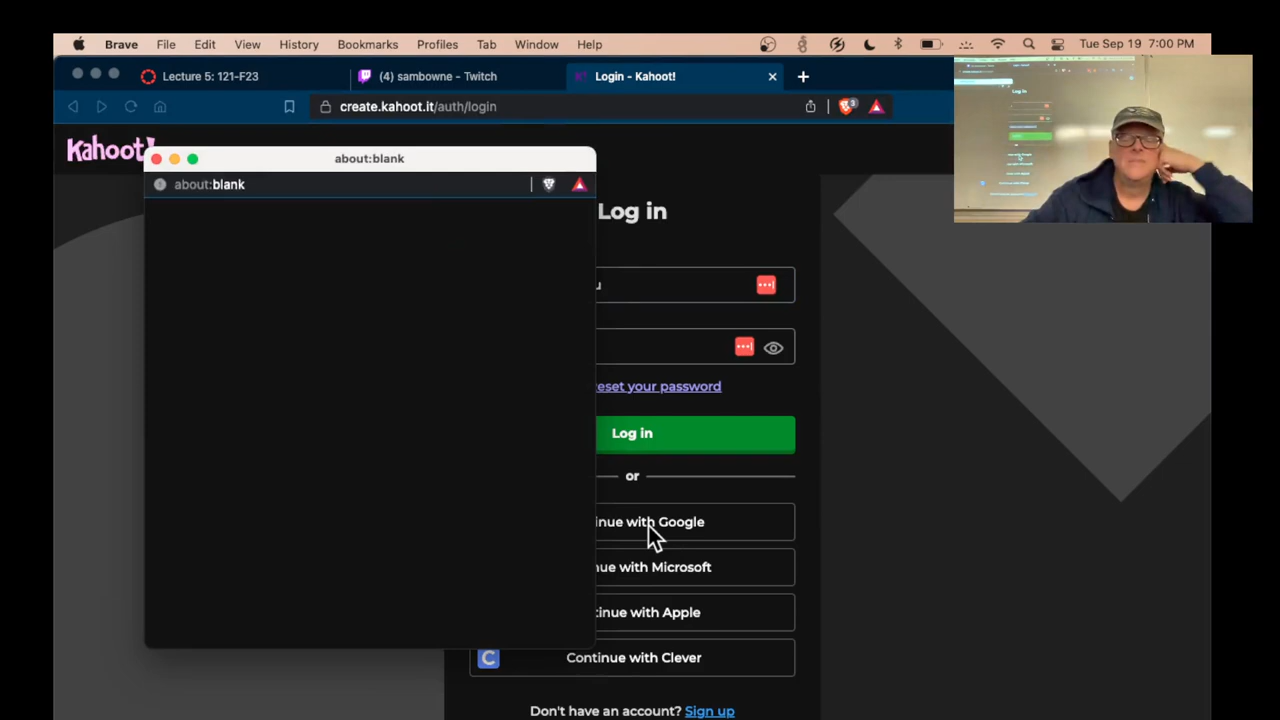 Brave File Edit View History Bookmarks Profiles Tab Window Help Tue Sep 19 7:00 PM
Lecture 5: 121-F23 (4) sambowne - Twitch Login - Kahoot!
create.kahoot.it/auth/login 3
Kahoot!
about:blank
about:blank
Log in
u
eset your password
Log in
or
inue with Google
nue with Microsoft
tinue with Apple
C Continue with Clever
Don't have an account? Sign up
Log in